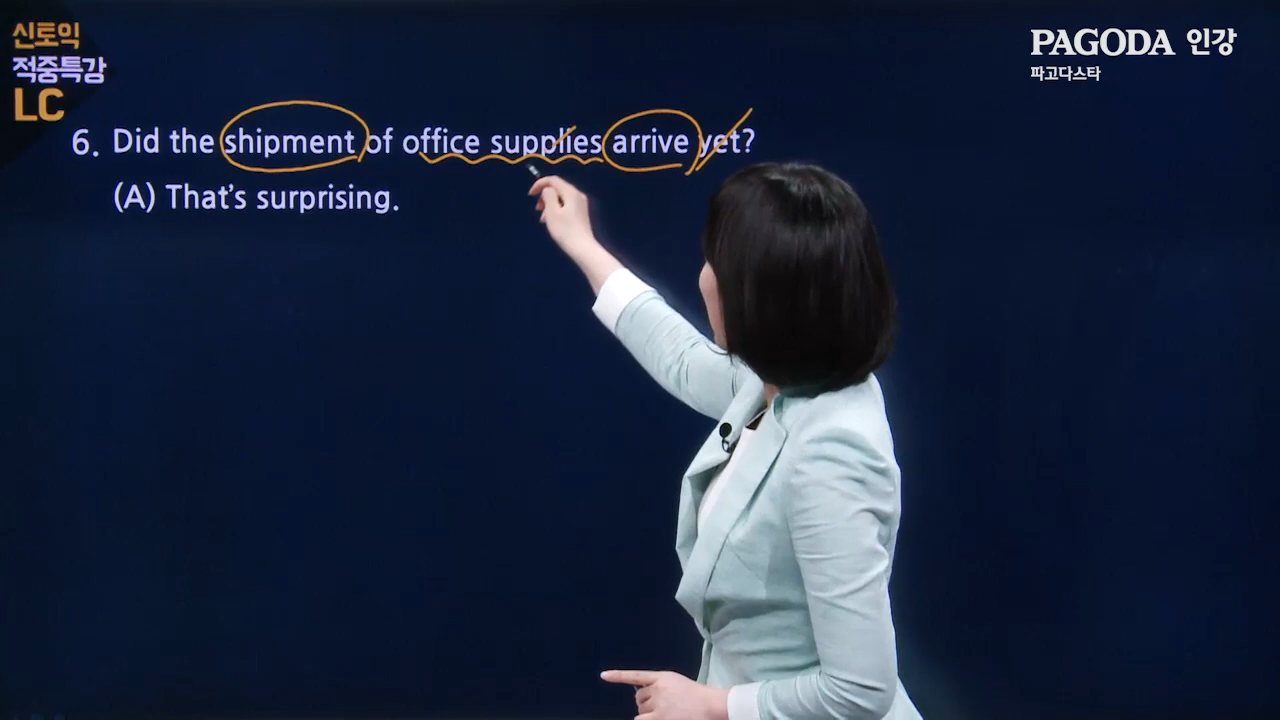 신토익
적중특강
LC
PAGODA 인강
파고다스타
6. Did the shipment of office supplies arrive yet?
(A) That's surprising.